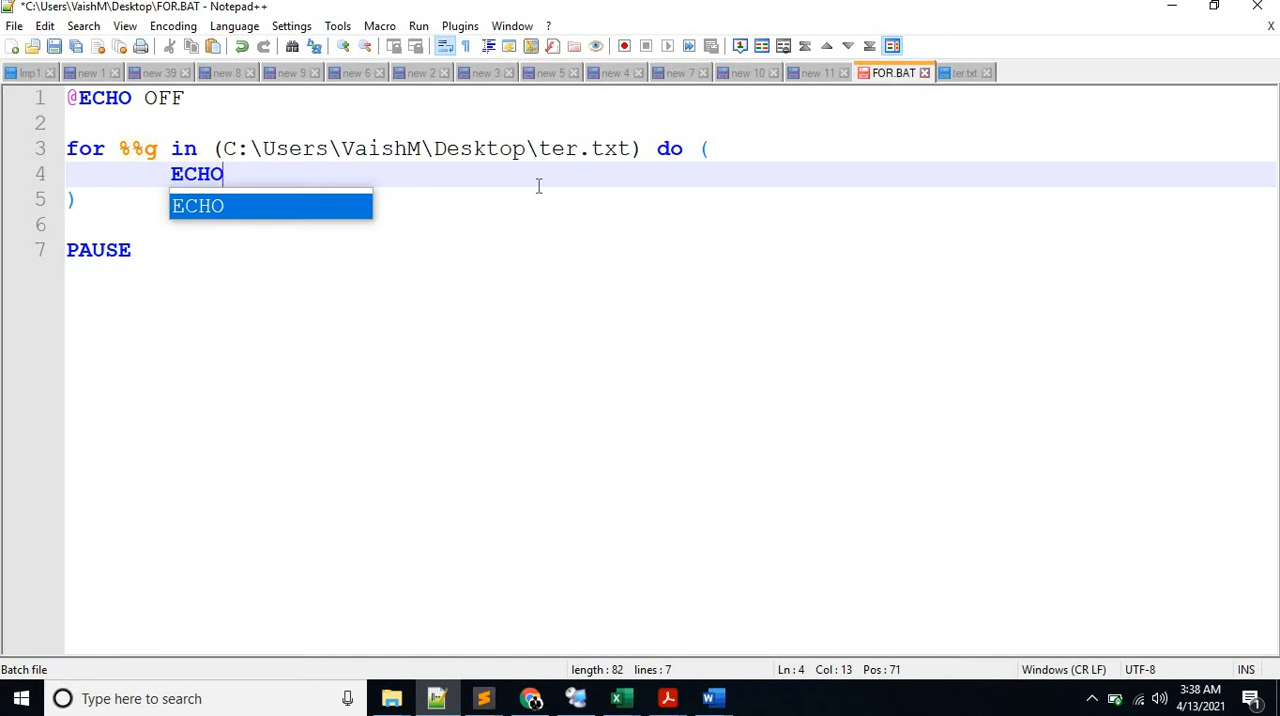 *C:\Users\VaishM\Desktop\FOR.BAT - Notepad++
File Edit Search View Encoding Language Settings Tools Macro Run Plugins Window ? X
Inp1 new 1 new 3 new 8 new 9 new 6 new 2 new 3 new 5 new 4 new 7 new 10 new 11 FOR.BAT ter.txt
1 @ECHO OFF
2
3 for %%g in (C:\Users\VaishM\Desktop\ter.txt) do (
4 ECHO
5 )
ECHO
6
7 PAUSE
Batch file length : 82 lines : 7 Ln : 4 Col : 13 Pos : 71 Windows (CR LF) UTF-8 INS
Type here to search
3:38 AM
4/13/2021
1